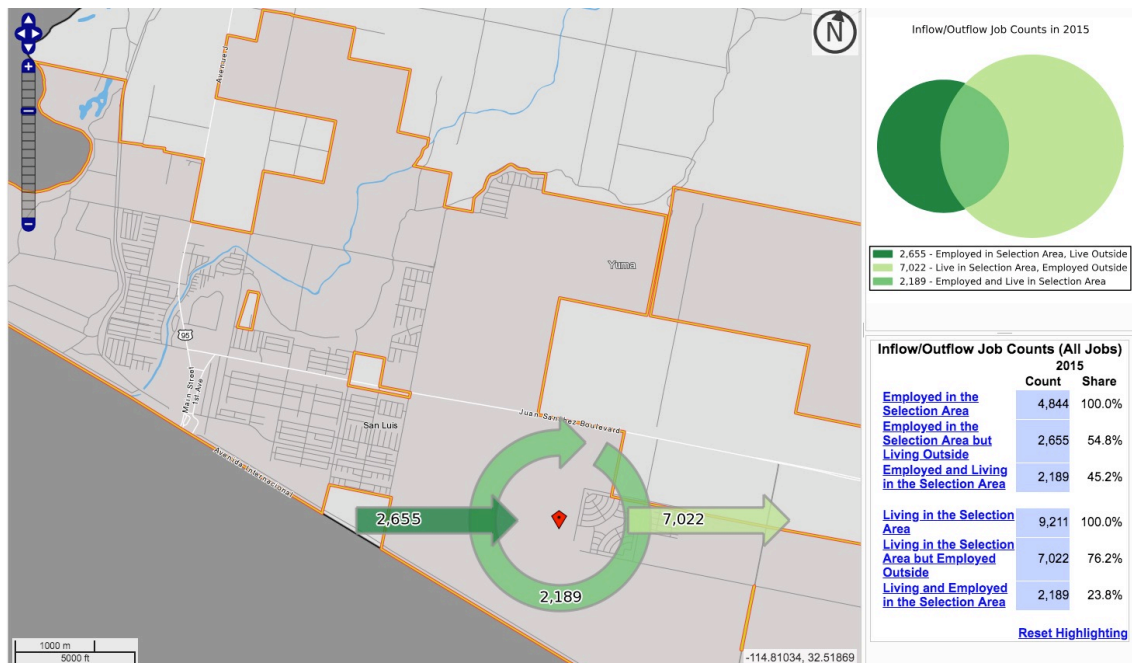 Avenue J
N
Yuma
95
Main Street
1st Ave
San Luis
Juan Sanchez Boulevard
Avenida Internacional
2,655
7,022
2,189
1000 m
5000 ft
-114.81034, 32.51869
Inflow/Outflow Job Counts in 2015
2,655 - Employed in Selection Area, Live Outside
7,022 - Live in Selection Area, Employed Outside
2,189 - Employed and Live in Selection Area
Inflow/Outflow Job Counts (All Jobs)
2015
Count Share
Employed in the
Selection Area 4,844 100.0%
Employed in the
Selection Area but 2,655 54.8%
Living Outside
Employed and Living
in the Selection Area 2,189 45.2%
Living in the Selection
Area 9,211 100.0%
Living in the Selection
Area but Employed 7,022 76.2%
Outside
Living and Employed
in the Selection Area 2,189 23.8%
Reset Highlighting